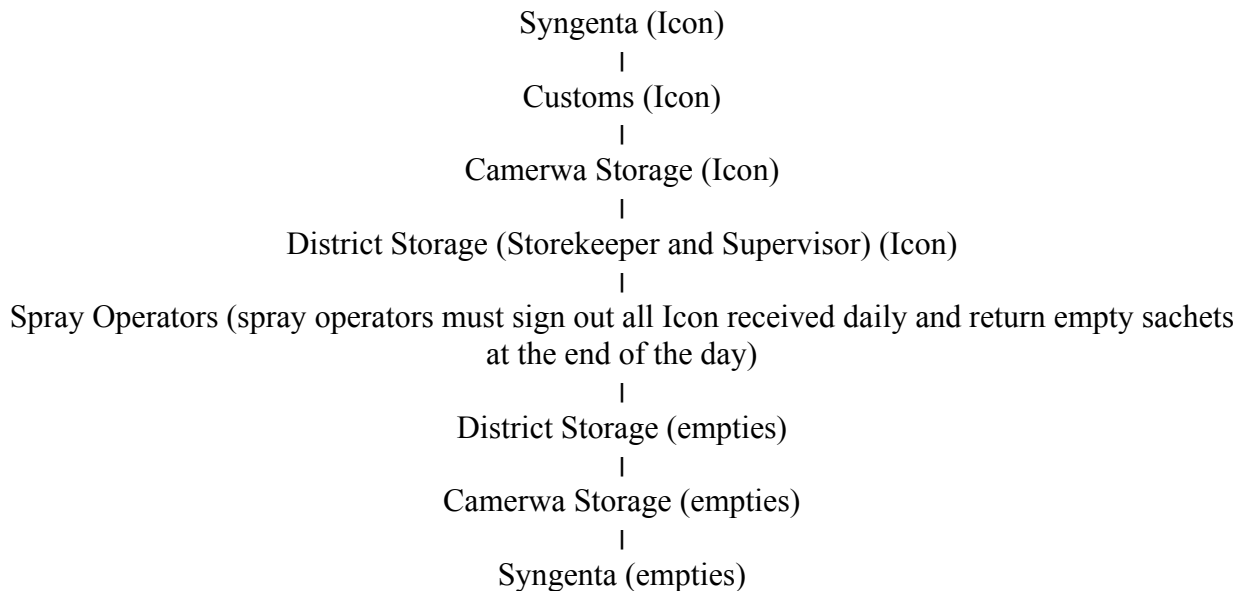 Syngenta (Icon)
|
Customs (Icon)
|
Camerwa Storage (Icon)
|
District Storage (Storekeeper and Supervisor) (Icon)
|
Spray Operators (spray operators must sign out all Icon received daily and return empty sachets
at the end of the day)
|
District Storage (empties)
|
Camerwa Storage (empties)
|
Syngenta (empties)